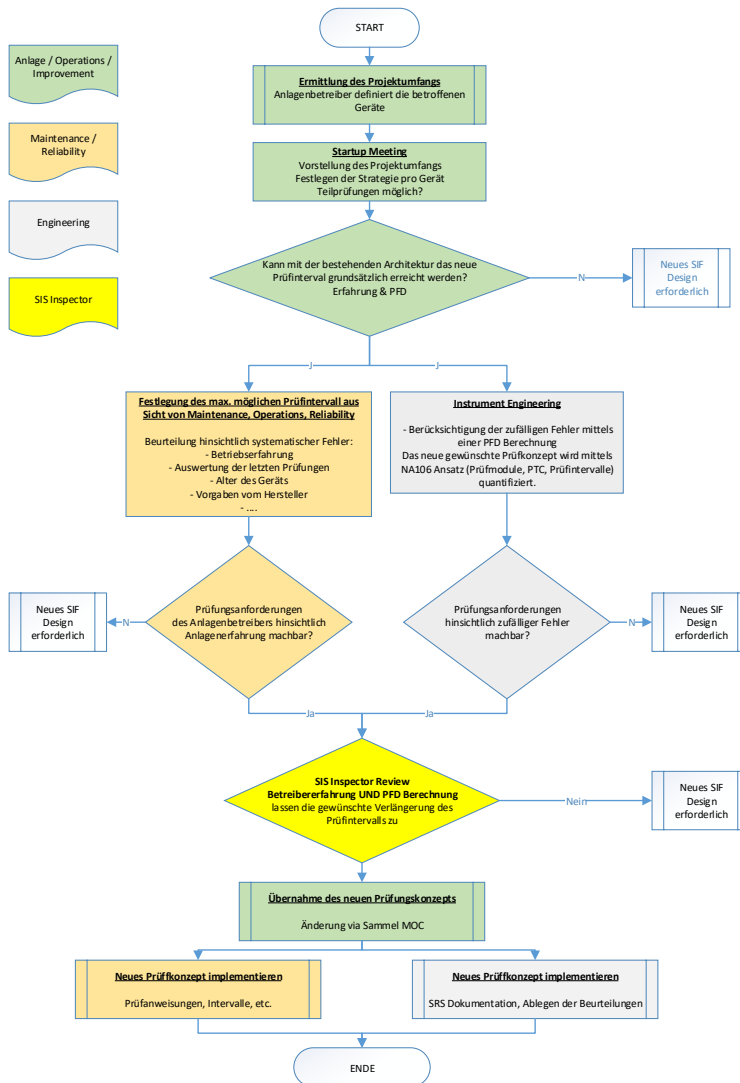 START
Anlage / Operations /
Improvement
Ermittlung des Projektumfangs
Anlagenbetreiber definiert die betroffenen
Geräte
Maintenance /
Reliability
Startup Meeting
Vorstellung des Projektumfangs
Festlegen der Strategie pro Gerät
Teilprüfungen möglich?
Engineering
Kann mit der bestehenden Architektur das neue
Prüfinterval grundsätzlich erreicht werden?
Erfahrung & PFD
N
Neues SIF
Design
erforderlich
SIS Inspector
J
J
Festlegung des max. möglichen Prüfintervall aus
Sicht von Maintenance, Operations, Reliability
Beurteilung hinsichtlich systematischer Fehler:
- Betriebserfahrung
- Auswertung der letzten Prüfungen
- Alter des Geräts
- Vorgaben vom Hersteller
- ....
Instrument Engineering
- Berücksichtigung der zufälligen Fehler mittels
einer PFD Berechnung
Das neue gewünschte Prüfkonzept wird mittels
NA106 Ansatz (Prüfmodule, PTC, Prüfintervalle)
quantifiziert.
Neues SIF
Design
erforderlich
N
Prüfungsanforderungen
des Anlagenbetreibers hinsichtlich
Anlagenerfahrung machbar?
Prüfungsanforderungen
hinsichtlich zufälliger Fehler
machbar?
N
Neues SIF
Design
erforderlich
Ja
Ja
SIS Inspector Review
Betreibererfahrung UND PFD Berechnung
lassen die gewünschte Verlängerung des
Prüfintervalls zu
Nein
Neues SIF
Design
erforderlich
Übernahme des neuen Prüfungskonzepts
Änderung via Sammel MOC
Neues Prüffkonzept implementieren
Prüfanweisungen, Intervalle, etc.
Neues Prüffkonzept implementieren
SRS Dokumentation, Ablegen der Beurteilungen
ENDE